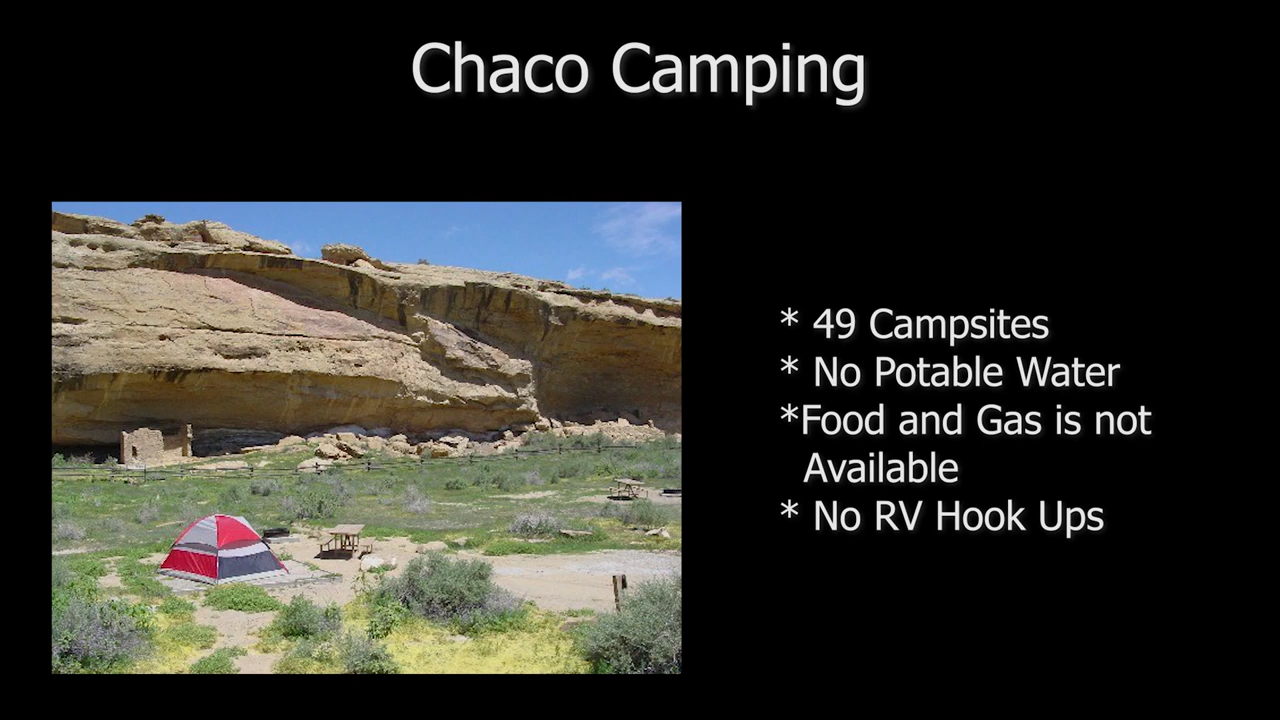 Chaco Camping
* 49 Campsites
* No Potable Water
*Food and Gas is not
Available
* No RV Hook Ups